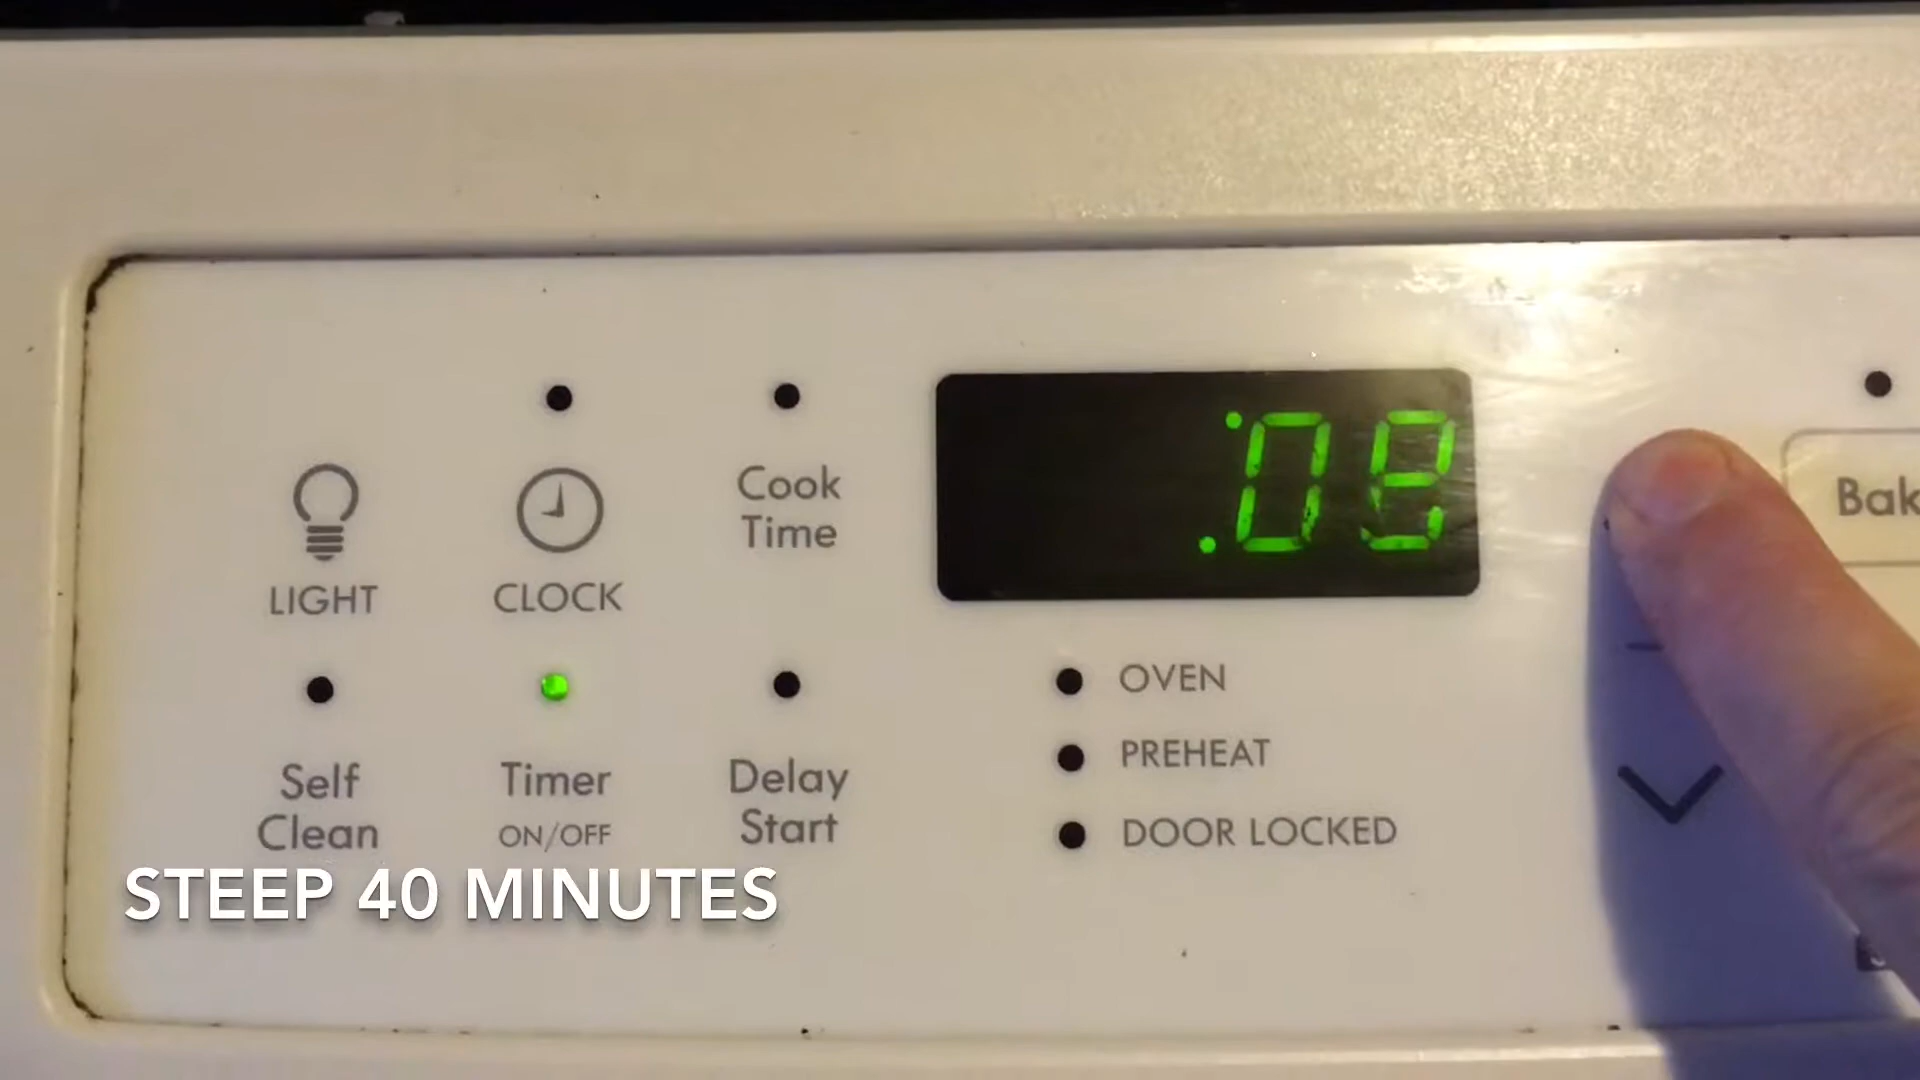 Cook
Time
LIGHT
CLOCK
Self
Clean
Timer
ON/OFF
Delay
Start
OVEN
PREHEAT
DOOR LOCKED
STEEP 40 MINUTES